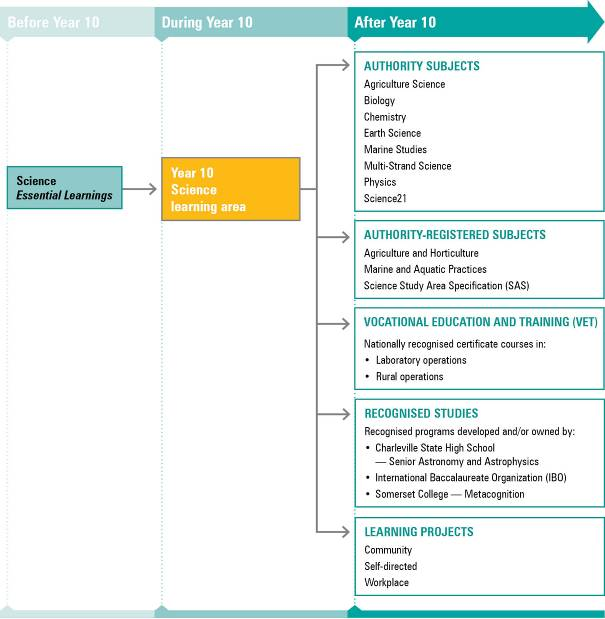 Before Year 10
During Year 10
After Year 10
Science
Essential Learnings
Year 10
Science
learning area
AUTHORITY SUBJECTS
Agriculture Science
Biology
Chemistry
Earth Science
Marine Studies
Multi-Strand Science
Physics
Science21
AUTHORITY-REGISTERED SUBJECTS
Agriculture and Horticulture
Marine and Aquatic Practices
Science Study Area Specification (SAS)
VOCATIONAL EDUCATION AND TRAINING (VET)
Nationally recognised certificate courses in:
• Laboratory operations
• Rural operations
RECOGNISED STUDIES
Recognised programs developed and/or owned by:
• Charleville State High School
— Senior Astronomy and Astrophysics
• International Baccalaureate Organization (IBO)
• Somerset College — Metacognition
LEARNING PROJECTS
Community
Self-directed
Workplace